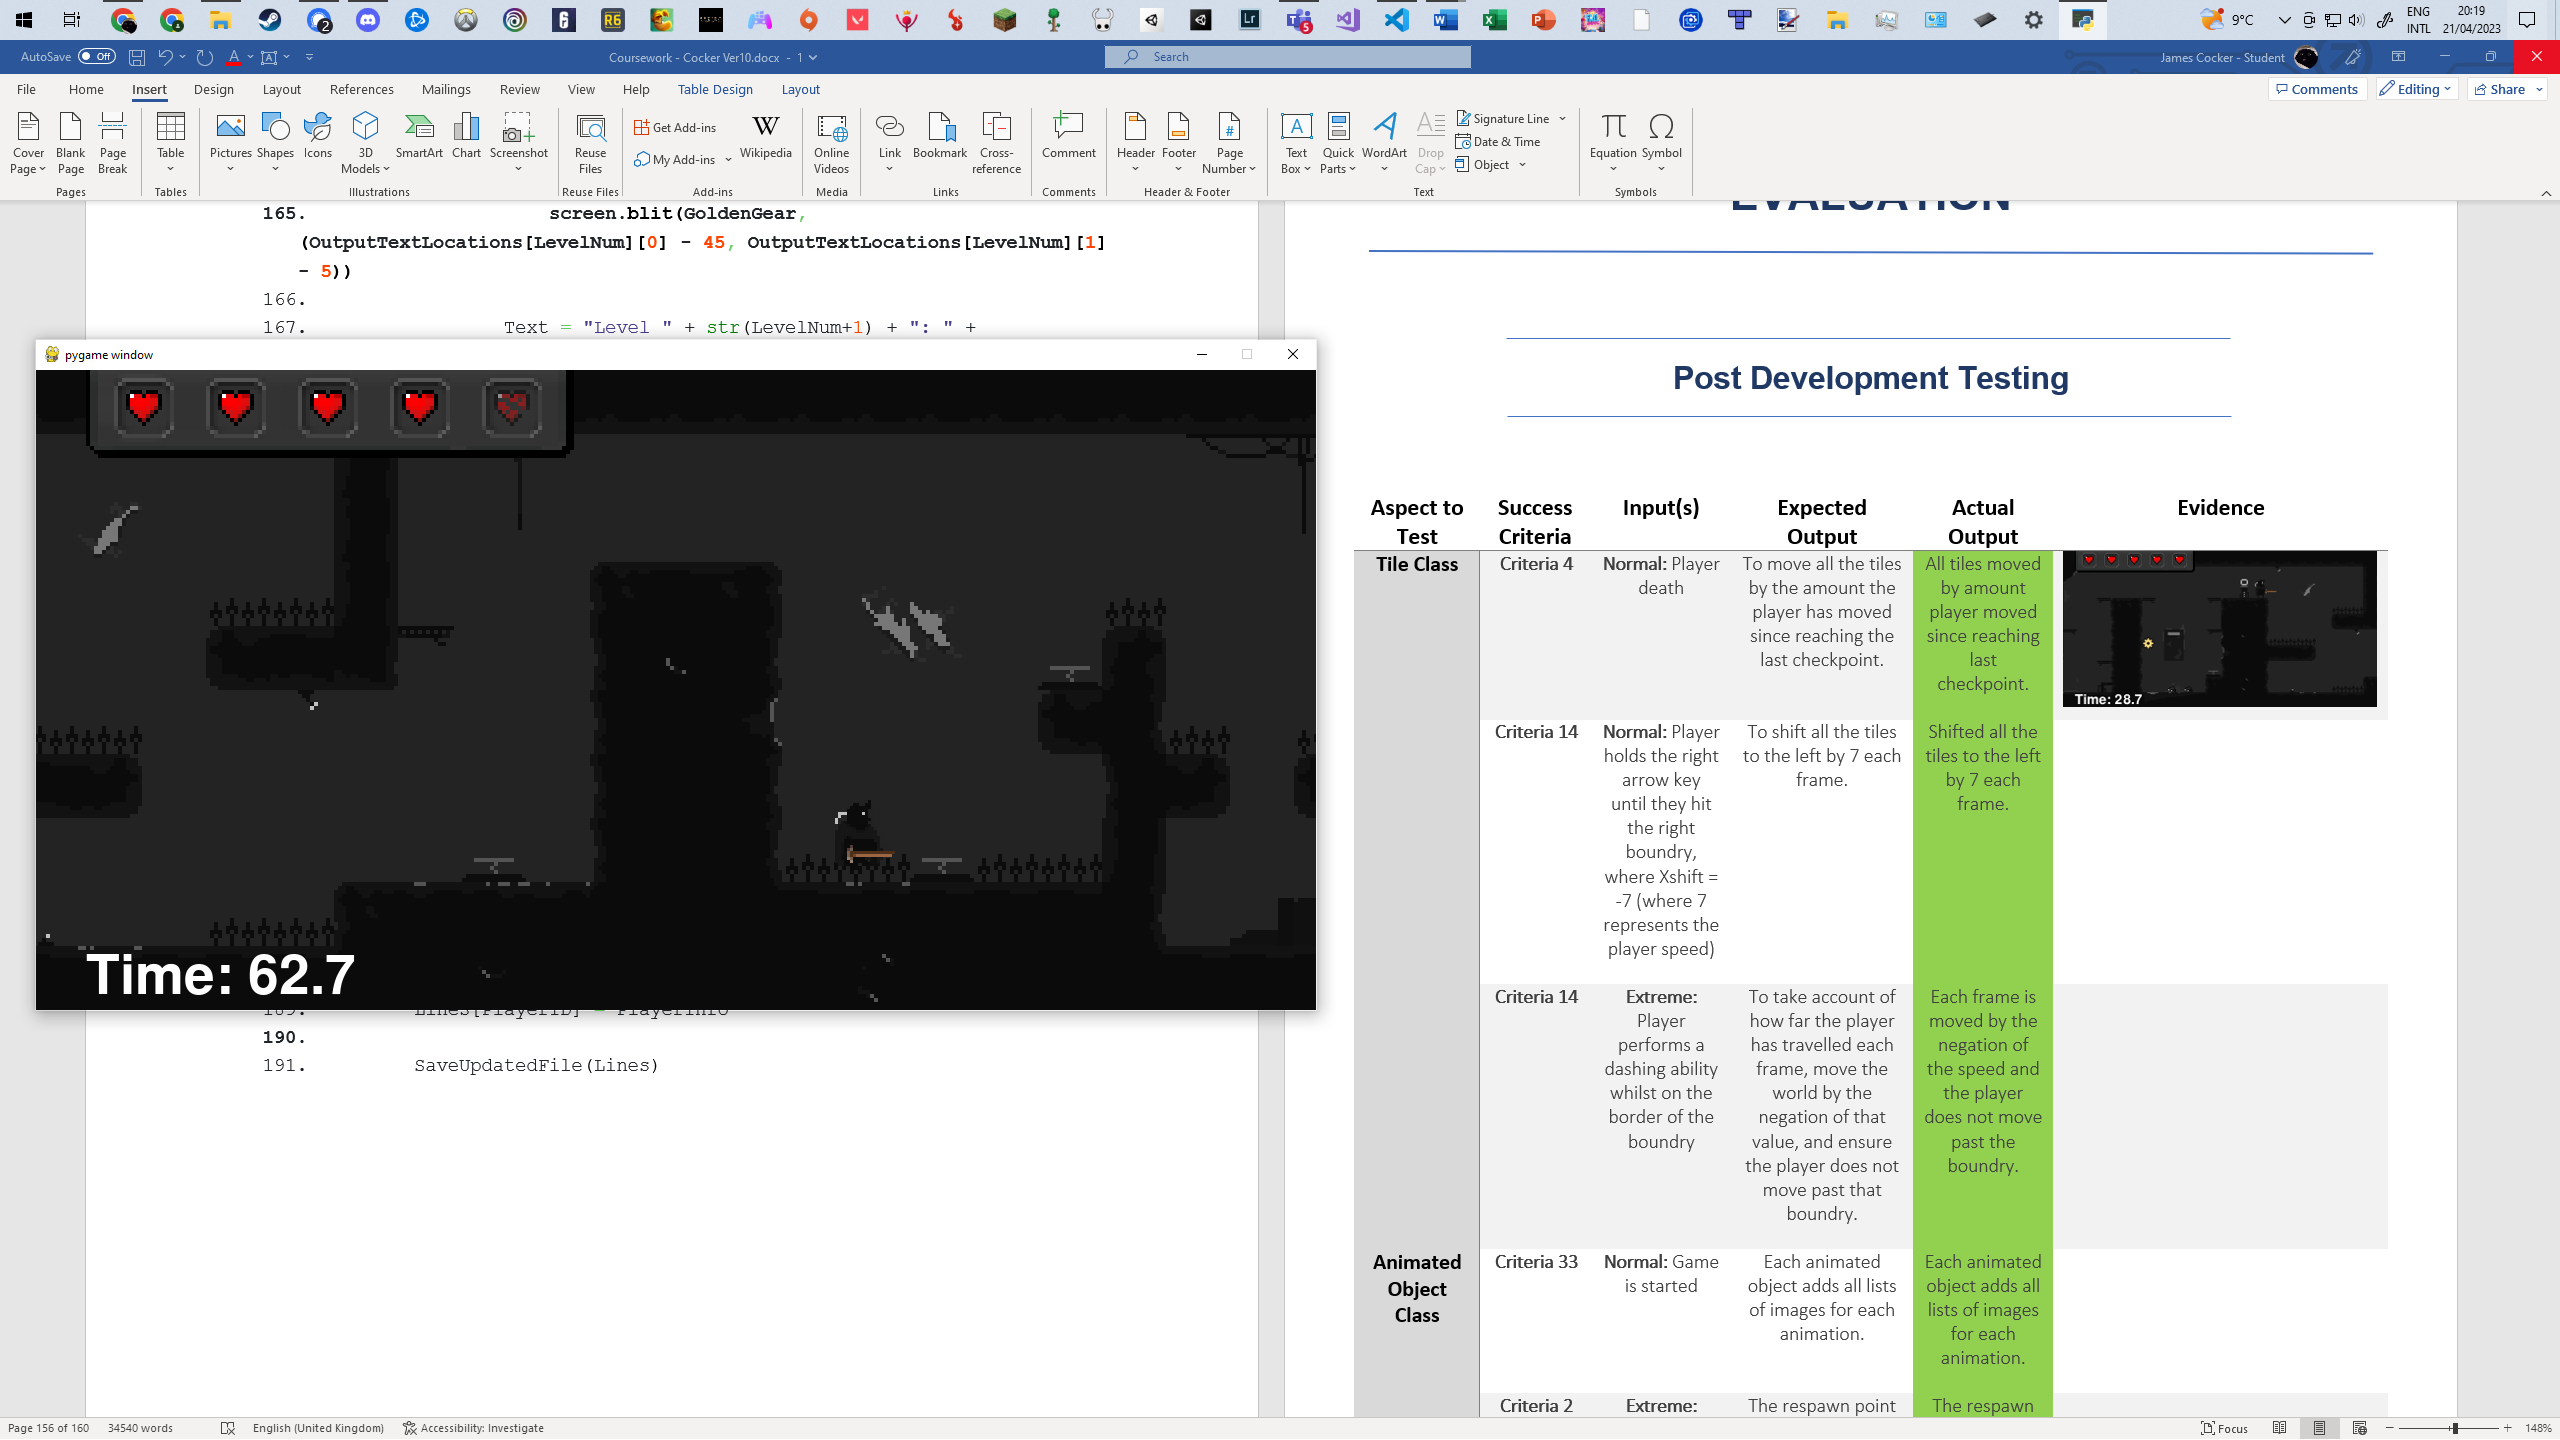 9°C
ENG
INTL
20:19
21/04/2023
AutoSave Off
Coursework - Cocker Ver10.docx - 1
Search
James Cocker - Student
File Home Insert Design Layout References Mailings Review View Help Table Design Layout
Comments Editing Share
Cover Page
Blank Page
Page Break
Table
Pictures
Shapes
Icons
3D Models
SmartArt
Chart
Screenshot
Reuse Files
Get Add-ins
My Add-ins
Wikipedia
Online Videos
Link
Bookmark
Cross-reference
Comment
Header
Footer
Page Number
Text Box
Quick Parts
WordArt
Drop Cap
Signature Line
Date & Time
Object
Equation
Symbol
Pages Tables Illustrations Reuse Files Add-ins Media Links Comments Header & Footer Text Symbols
165. screen.blit(GoldenGear,
(OutputTextLocations[LevelNum][0] - 45, OutputTextLocations[LevelNum][1]
- 5))
166.
167. Text = "Level " + str(LevelNum+1) + ": " +
pygame window
Time: 62.7
190.
191. SaveUpdatedFile(Lines)
EVALUATION
Post Development Testing
Aspect to
Test
Success
Criteria
Input(s)
Expected
Output
Actual
Output
Evidence
Tile Class
Criteria 4
Normal: Player
death
To move all the tiles
by the amount the
player has moved
since reaching the
last checkpoint.
All tiles moved
by amount
player moved
since reaching
last
checkpoint.
Time: 28.7
Criteria 14
Normal: Player
holds the right
arrow key
until they hit
the right
boundry,
where Xshift =
-7 (where 7
represents the
player speed)
To shift all the tiles
to the left by 7 each
frame.
Shifted all the
tiles to the left
by 7 each
frame.
Criteria 14
Extreme:
Player
performs a
dashing ability
whilst on the
border of the
boundry
To take account of
how far the player
has travelled each
frame, move the
world by the
negation of that
value, and ensure
the player does not
move past that
boundry.
Each frame is
moved by the
negation of
the speed and
the player
does not move
past the
boundry.
Animated
Object
Class
Criteria 33
Normal: Game
is started
Each animated
object adds all lists
of images for each
animation.
Each animated
object adds all
lists of images
for each
animation.
Criteria 2
Extreme:
The respawn point
The respawn
Page 156 of 160 34540 words English (United Kingdom) Accessibility: Investigate
Focus 148%